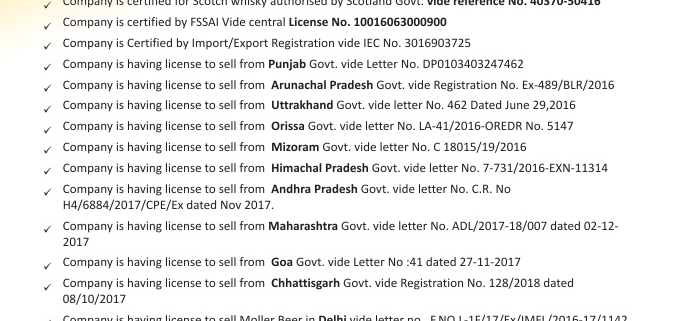 Company is certified for Scotch whisky authorised by Scotland Govt. vide reference No. 40370-50416
Company is certified by FSSAI Vide central License No. 10016063000900
Company is Certified by Import/Export Registration vide IEC No. 3016903725
Company is having license to sell from Punjab Govt. vide Letter No. DP0103403247462
Company is having license to sell from Arunachal Pradesh Govt. vide Registration No. Ex-489/BLR/2016
Company is having license to sell from Uttrakhand Govt. vide letter No. 462 Dated June 29,2016
Company is having license to sell from Orissa Govt. vide letter No. LA-41/2016-OREDR No. 5147
Company is having license to sell from Mizoram Govt. vide letter No. C 18015/19/2016
Company is having license to sell from Himachal Pradesh Govt. vide letter No. 7-731/2016-EXN-11314
Company is having license to sell from Andhra Pradesh Govt. vide letter No. C.R. No
H4/6884/2017/CPE/Ex dated Nov 2017.
Company is having license to sell from Maharashtra Govt. vide letter No. ADL/2017-18/007 dated 02-12-
2017
Company is having license to sell from Goa Govt. vide Letter No :41 dated 27-11-2017
Company is having license to sell from Chhattisgarh Govt. vide Registration No. 128/2018 dated
08/10/2017
Company is having license to sell Moller Beer in Delhi vide letter no. F.NO.L-1F/17/Ex/IMFL/2016-17/1142